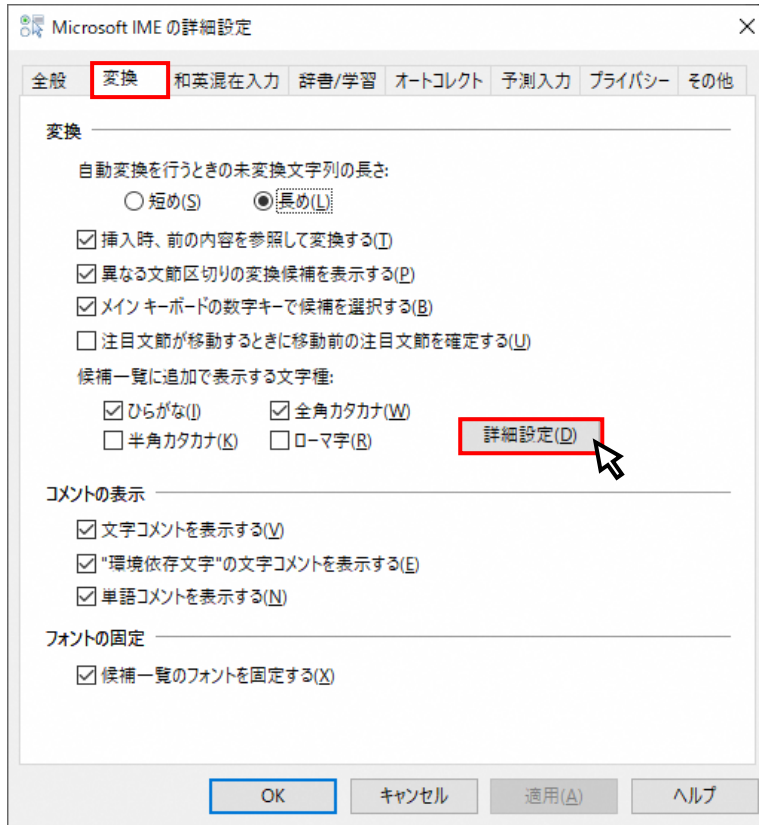 Microsoft IME の詳細設定
全般 変換 和英混在入力 辞書/学習 オートコレクト 予測入力 プライバシー その他
変換
自動変換を行うときの未変換文字列の長さ:
短め(S) 長め(L)
挿入時、前の内容を参照して変換する(T)
異なる文節区切りの変換候補を表示する(P)
メイン キーボードの数字キーで候補を選択する(B)
注目文節が移動するときに移動前の注目文節を確定する(U)
候補一覧に追加で表示する文字種:
ひらがな(I) 全角カタカナ(W)
半角カタカナ(K) ローマ字(R) 詳細設定(D)
コメントの表示
文字コメントを表示する(V)
"環境依存文字"の文字コメントを表示する(E)
単語コメントを表示する(N)
フォントの固定
候補一覧のフォントを固定する(X)
OK キャンセル 適用(A) ヘルプ